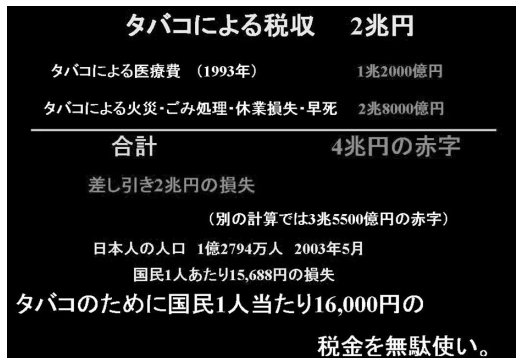 タバコによる税収 2兆円
タバコによる医療費 (1993年) 1兆2000億円
タバコによる火災・ごみ処理・休業損失・早死 2兆8000億円
合計 4兆円の赤字
差し引き2兆円の損失
(別の計算では3兆5500億円の赤字)
日本人の人口 1億2794万人 2003年5月
国民1人あたり15,688円の損失
タバコのために国民1人当たり16,000円の
税金を無駄使い。